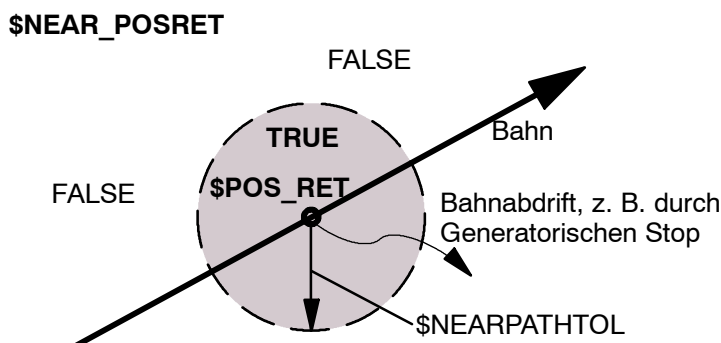 $NEAR_POSRET
FALSE
TRUE
Bahn
FALSE
$POS_RET
Bahnabdrift, z. B. durch
Generatorischen Stop
$NEARPATHTOL